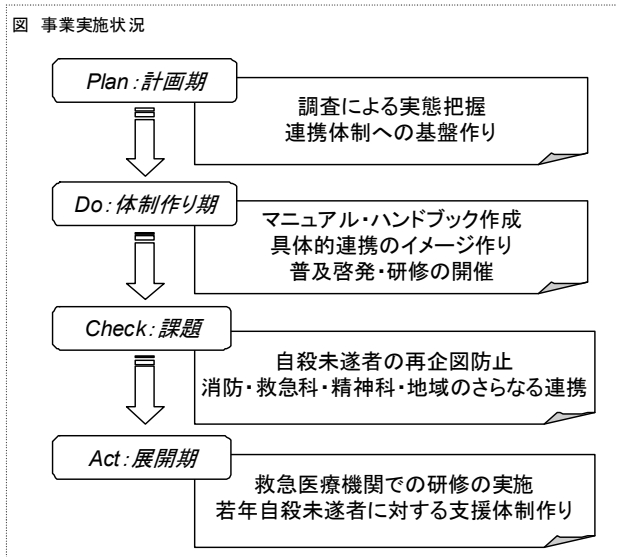 図 事業実施状況
Plan:計画期
調査による実態把握
連携体制への基盤作り
Do:体制作り期
マニュアル・ハンドブック作成
具体的連携のイメージ作り
普及啓発・研修の開催
Check:課題
自殺未遂者の再企図防止
消防・救急科・精神科・地域のさらなる連携
Act:展開期
救急医療機関での研修の実施
若年自殺未遂者に対する支援体制作り